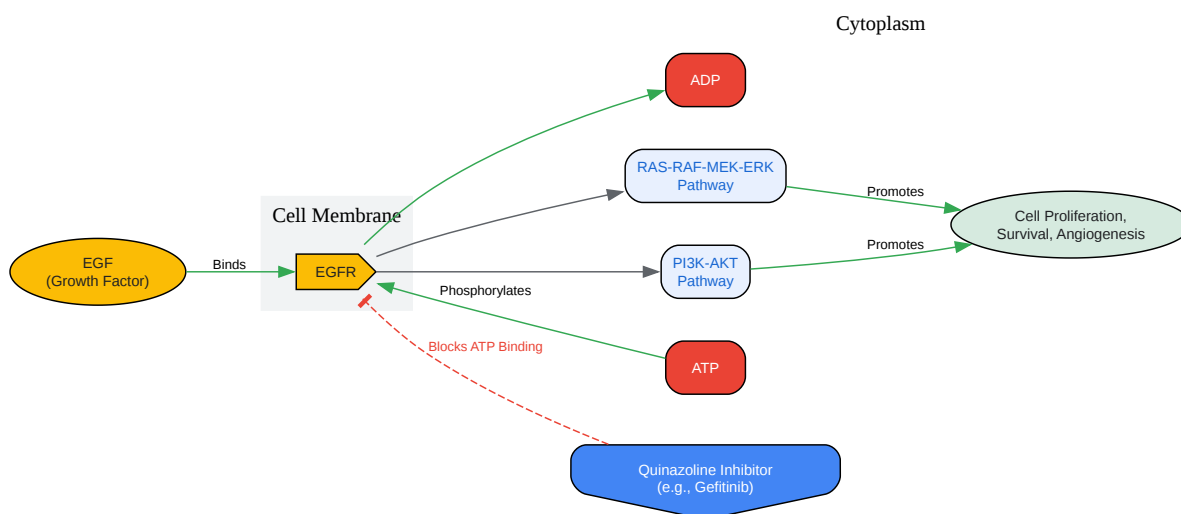 Cytoplasm
ADP
RAS-RAF-MEK-ERK
Pathway
Promotes
Cell Membrane
Cell Proliferation,
Survival, Angiogenesis
EGF
(Growth Factor)
Binds
EGFR
PI3K-AKT
Pathway
Promotes
Phosphorylates
Blocks ATP Binding
ATP
Quinazoline Inhibitor
(e.g., Gefitinib)